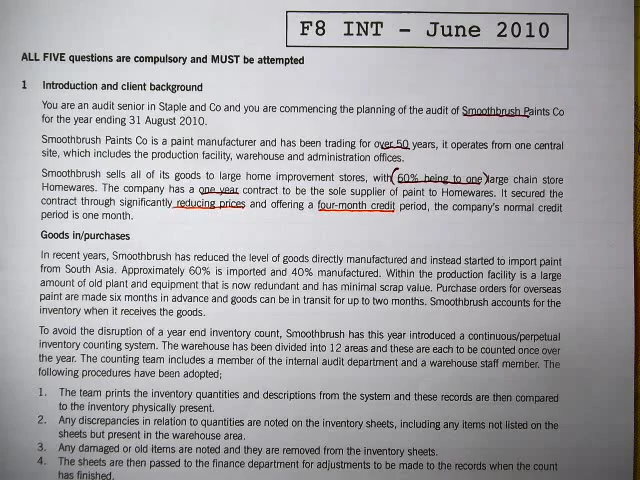 F8 INT - June 2010
ALL FIVE questions are compulsory and MUST be attempted
1 Introduction and client background
You are an audit senior in Staple and Co and you are commencing the planning of the audit of Smoothbrush Paints Co
for the year ending 31 August 2010.
Smoothbrush Paints Co is a paint manufacturer and has been trading for over 50 years, it operates from one central
site, which includes the production facility, warehouse and administration offices.
Smoothbrush sells all of its goods to large home improvement stores, with 60% being to one large chain store
Homewares. The company has a one year contract to be the sole supplier of paint to Homewares. It secured the
contract through significantly reducing prices and offering a four-month credit period, the company's normal credit
period is one month.
Goods in/purchases
In recent years, Smoothbrush has reduced the level of goods directly manufactured and instead started to import paint
from South Asia. Approximately 60% is imported and 40% manufactured. Within the production facility is a large
amount of old plant and equipment that is now redundant and has minimal scrap value. Purchase orders for overseas
paint are made six months in advance and goods can be in transit for up to two months. Smoothbrush accounts for the
inventory when it receives the goods.
To avoid the disruption of a year end inventory count, Smoothbrush has this year introduced a continuous/perpetual
inventory counting system. The warehouse has been divided into 12 areas and these are each to be counted once over
the year. The counting team includes a member of the internal audit department and a warehouse staff member. The
following procedures have been adopted;
1. The team prints the inventory quantities and descriptions from the system and these records are then compared
to the inventory physically present.
2. Any discrepancies in relation to quantities are noted on the inventory sheets, including any items not listed on the
sheets but present in the warehouse area.
3. Any damaged or old items are noted and they are removed from the inventory sheets.
4. The sheets are then passed to the finance department for adjustments to be made to the records when the count
has finished.